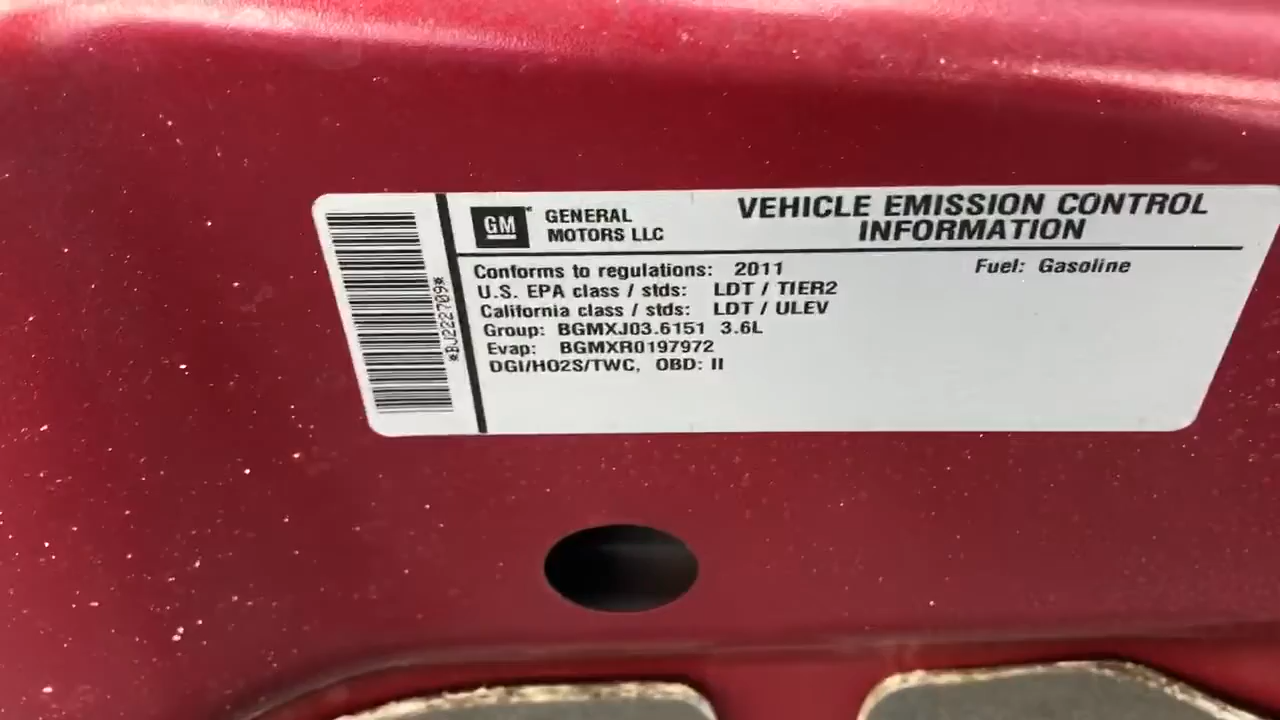 GM GENERAL MOTORS LLC
VEHICLE EMISSION CONTROL
INFORMATION
Conforms to regulations: 2011
Fuel: Gasoline
U.S. EPA class / stds: LDT / TIER2
California class / stds: LDT / ULEV
Group: BGMXJ03.6151 3.6L
Evap: BGMXR0197972
DGI/HO2S/TWC, OBD: II
*BJ222709*